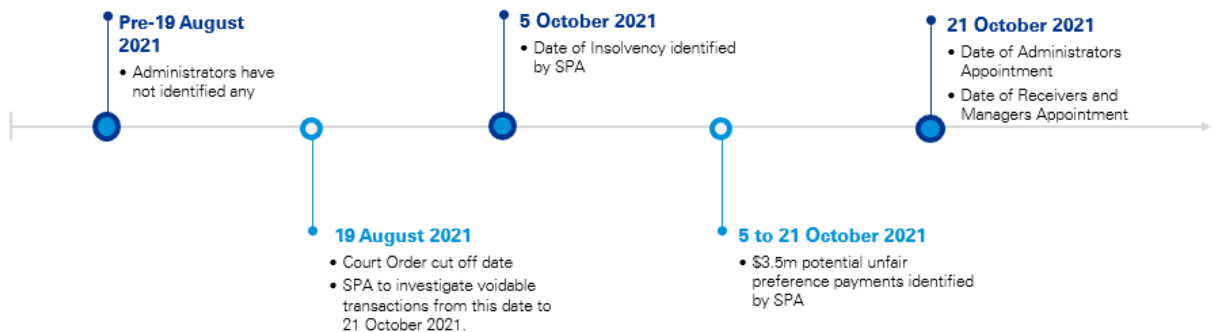 Pre-19 August
2021
• Administrators have
not identified any
19 August 2021
• Court Order cut off date
• SPA to investigate voidable
transactions from this date to
21 October 2021.
5 October 2021
• Date of Insolvency identified
by SPA
5 to 21 October 2021
• $3.5m potential unfair
preference payments identified
by SPA
21 October 2021
• Date of Administrators
Appointment
• Date of Receivers and
Managers Appointment